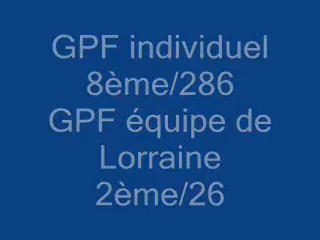 GPF individuel
8ème/286
GPF équipe de
Lorraine
2ème/26